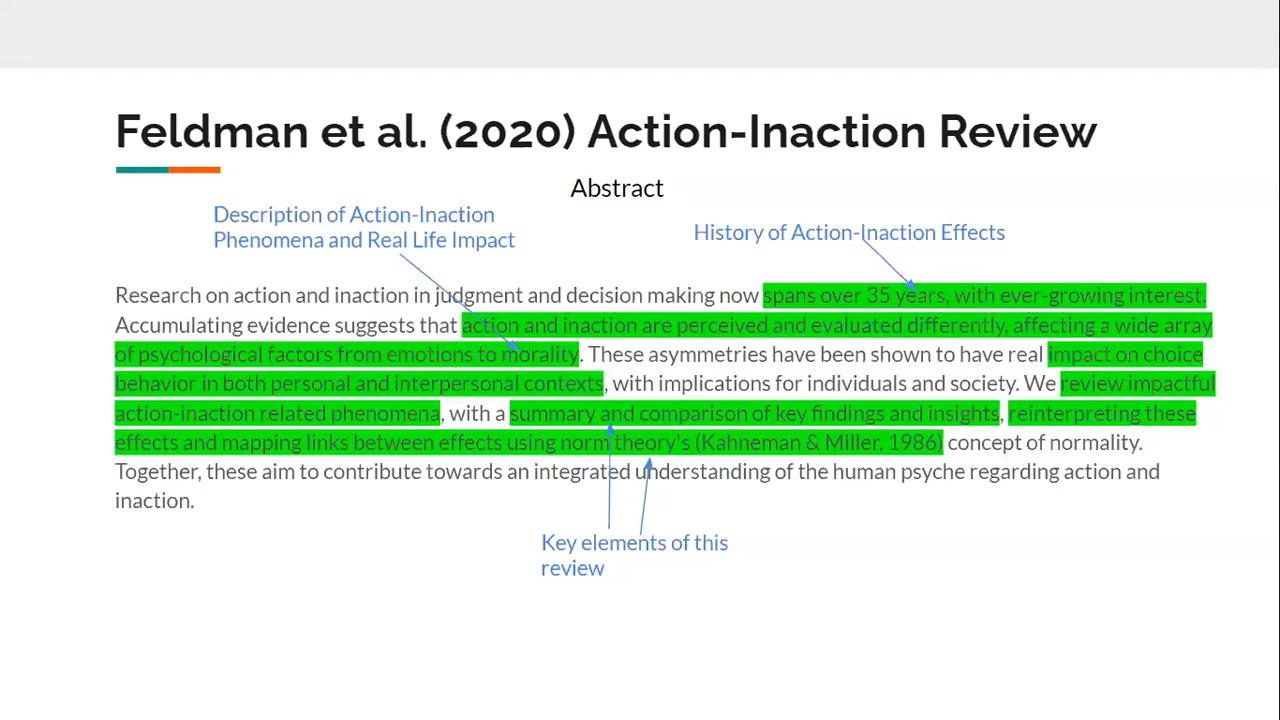 Feldman et al. (2020) Action-Inaction Review
Abstract
Description of Action-Inaction
Phenomena and Real Life Impact
History of Action-Inaction Effects
Research on action and inaction in judgment and decision making now spans over 35 years, with ever-growing interest.
Accumulating evidence suggests that action and inaction are perceived and evaluated differently, affecting a wide array
of psychological factors from emotions to morality. These asymmetries have been shown to have real impact on choice
behavior in both personal and interpersonal contexts, with implications for individuals and society. We review impactful
action-inaction related phenomena, with a summary and comparison of key findings and insights, reinterpreting these
effects and mapping links between effects using norm theory's (Kahneman & Miller, 1986) concept of normality.
Together, these aim to contribute towards an integrated understanding of the human psyche regarding action and
inaction.
Key elements of this
review